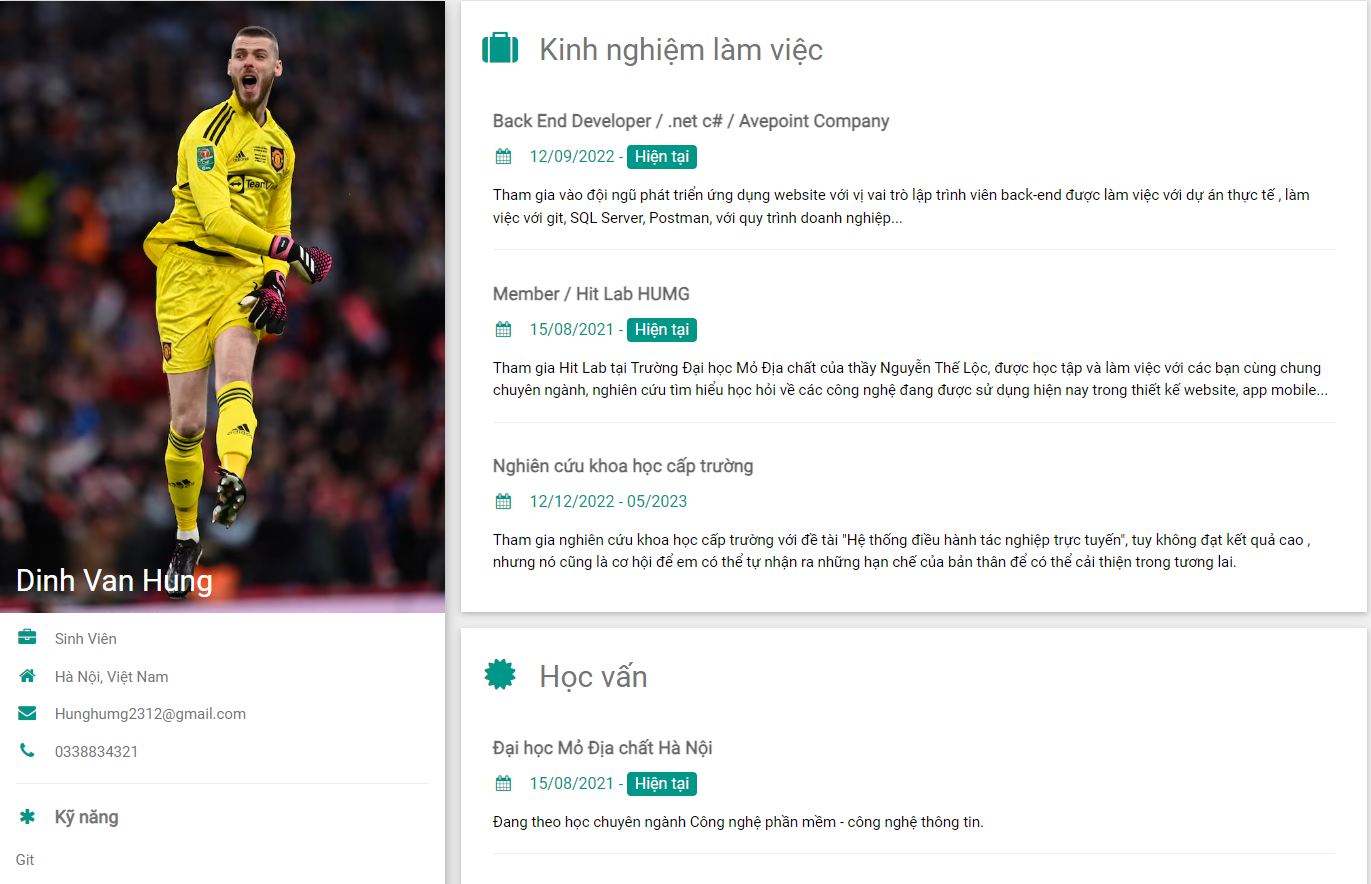 Dinh Van Hung
Sinh Viên
Hà Nội, Việt Nam
Hunghumg2312@gmail.com
0338834321
Kỹ năng
Git
Kinh nghiệm làm việc
Back End Developer / .net c# / Avepoint Company
12/09/2022 - Hiện tại
Tham gia vào đội ngũ phát triển ứng dụng website với vị vai trò lập trình viên back-end được làm việc với dự án thực tế , làm
việc với git, SQL Server, Postman, với quy trình doanh nghiệp...
Member / Hit Lab HUMG
15/08/2021 - Hiện tại
Tham gia Hit Lab tại Trường Đại học Mỏ Địa chất của thầy Nguyễn Thế Lộc, được học tập và làm việc với các bạn cùng chung
chuyên ngành, nghiên cứu tìm hiểu học hỏi về các công nghệ đang được sử dụng hiện nay trong thiết kế website, app mobile...
Nghiên cứu khoa học cấp trường
12/12/2022 - 05/2023
Tham gia nghiên cứu khoa học cấp trường với đề tài "Hệ thống điều hành tác nghiệp trực tuyến", tuy không đạt kết quả cao ,
nhưng nó cũng là cơ hội để em có thể tự nhận ra những hạn chế của bản thân để có thể cải thiện trong tương lai.
Học vấn
Đại học Mỏ Địa chất Hà Nội
15/08/2021 - Hiện tại
Đang theo học chuyên ngành Công nghệ phần mềm - công nghệ thông tin.